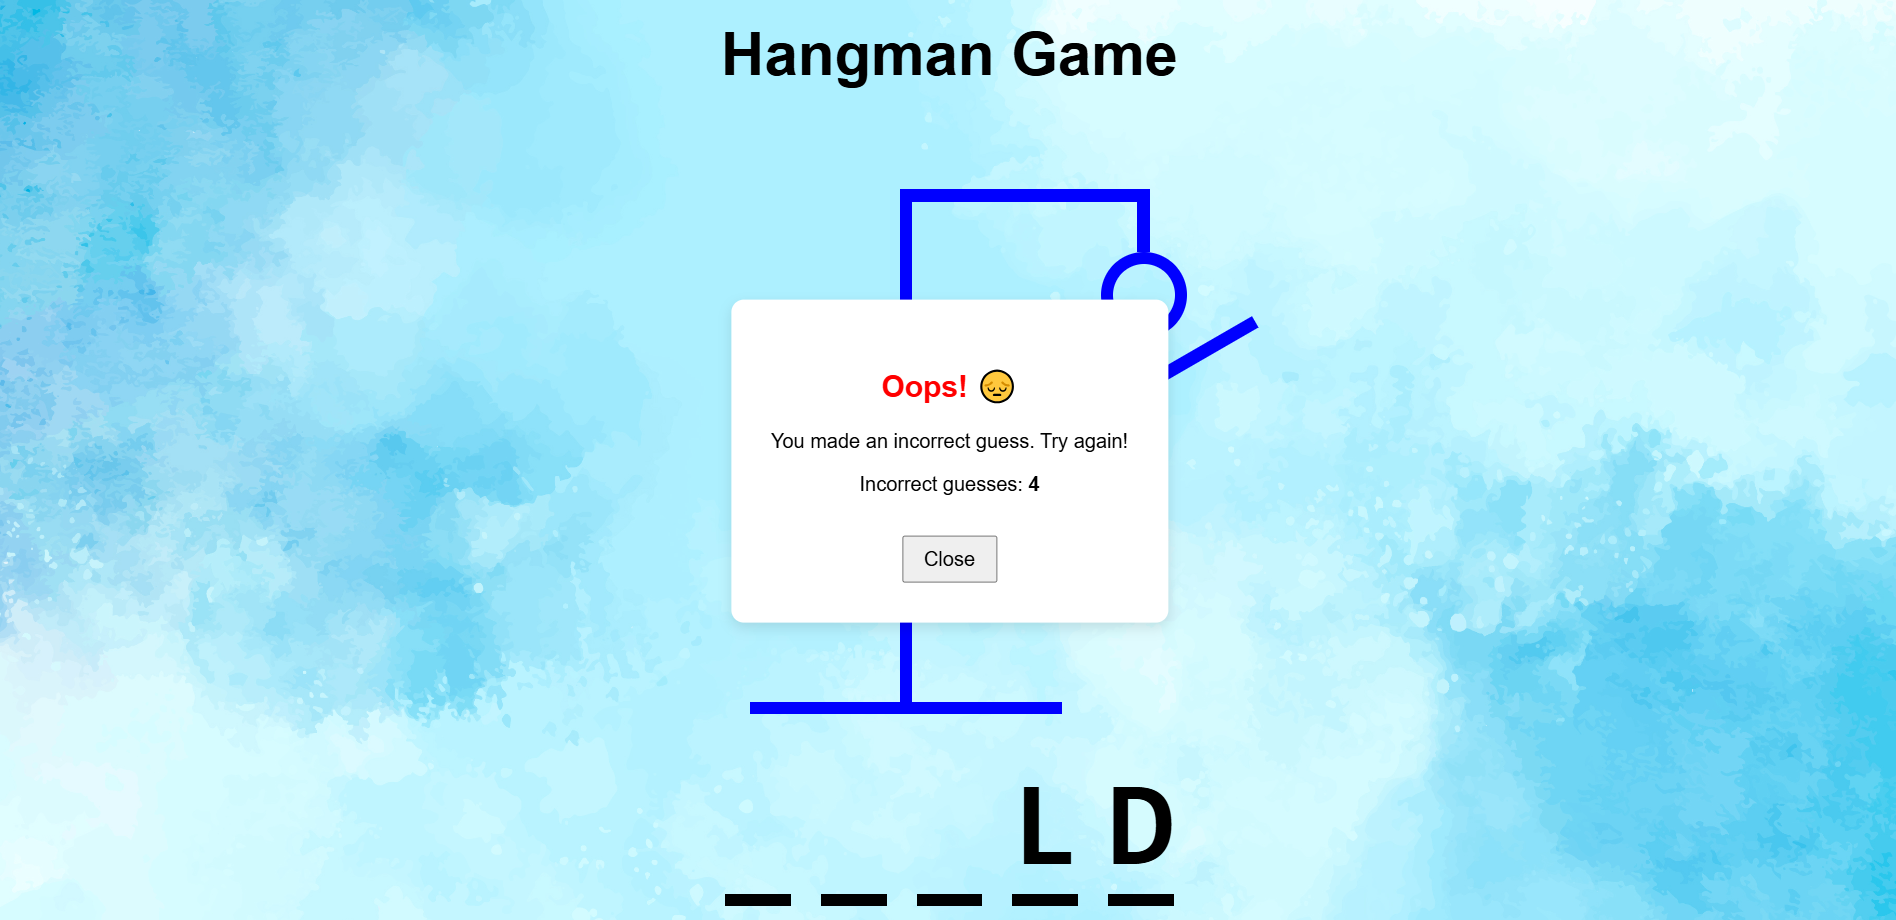 Hangman Game
Oops! 😔
You made an incorrect guess. Try again!
Incorrect guesses: 4
Close
L D